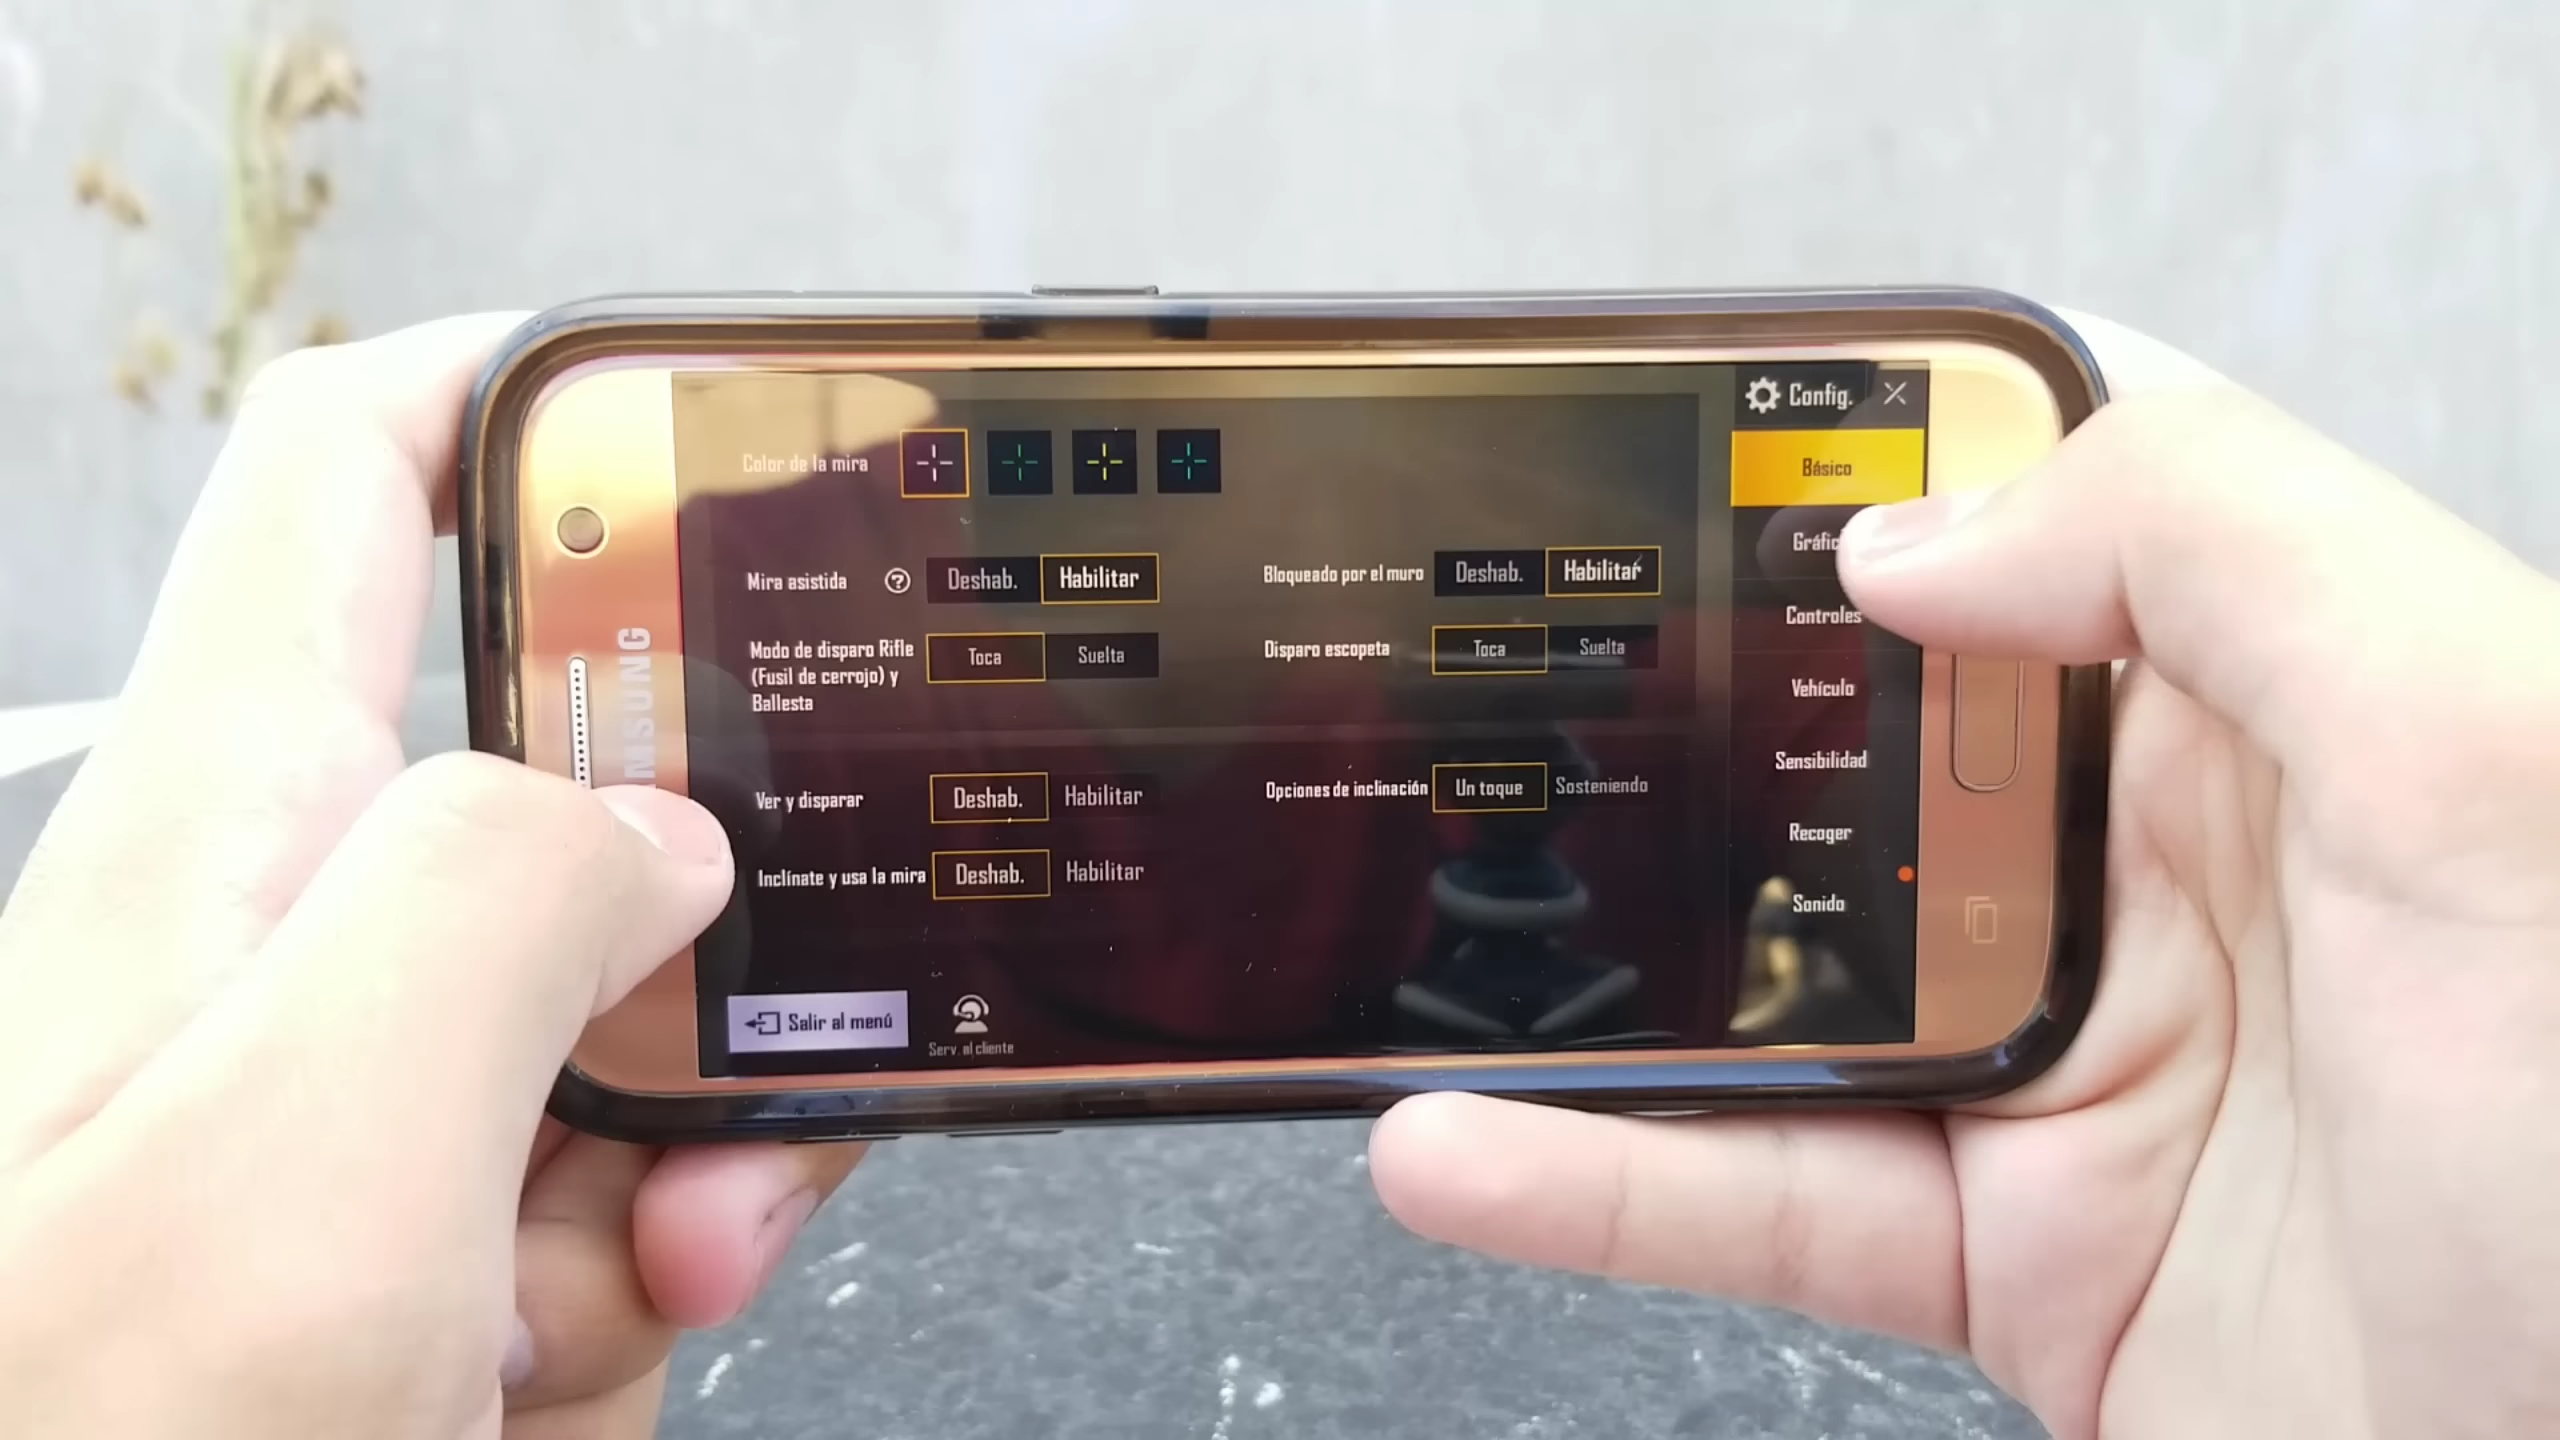 Config.
Color de la mira
Básico
Mira asistida ? Deshab. Habilitar
Bloqueado por el muro Deshab. Habilitar
Modo de disparo Rifle
(Fusil de cerrojo) y
Ballesta
Toca Suelta
Disparo escopeta Toca Suelta
Ver y disparar Deshab. Habilitar
Opciones de inclinación Un toque Sosteniendo
Inclínate y usa la mira Deshab. Habilitar
Controles
Vehículo
Sensibilidad
Recoger
Sonido
Salir al menú
Serv. al cliente
SAMSUNG